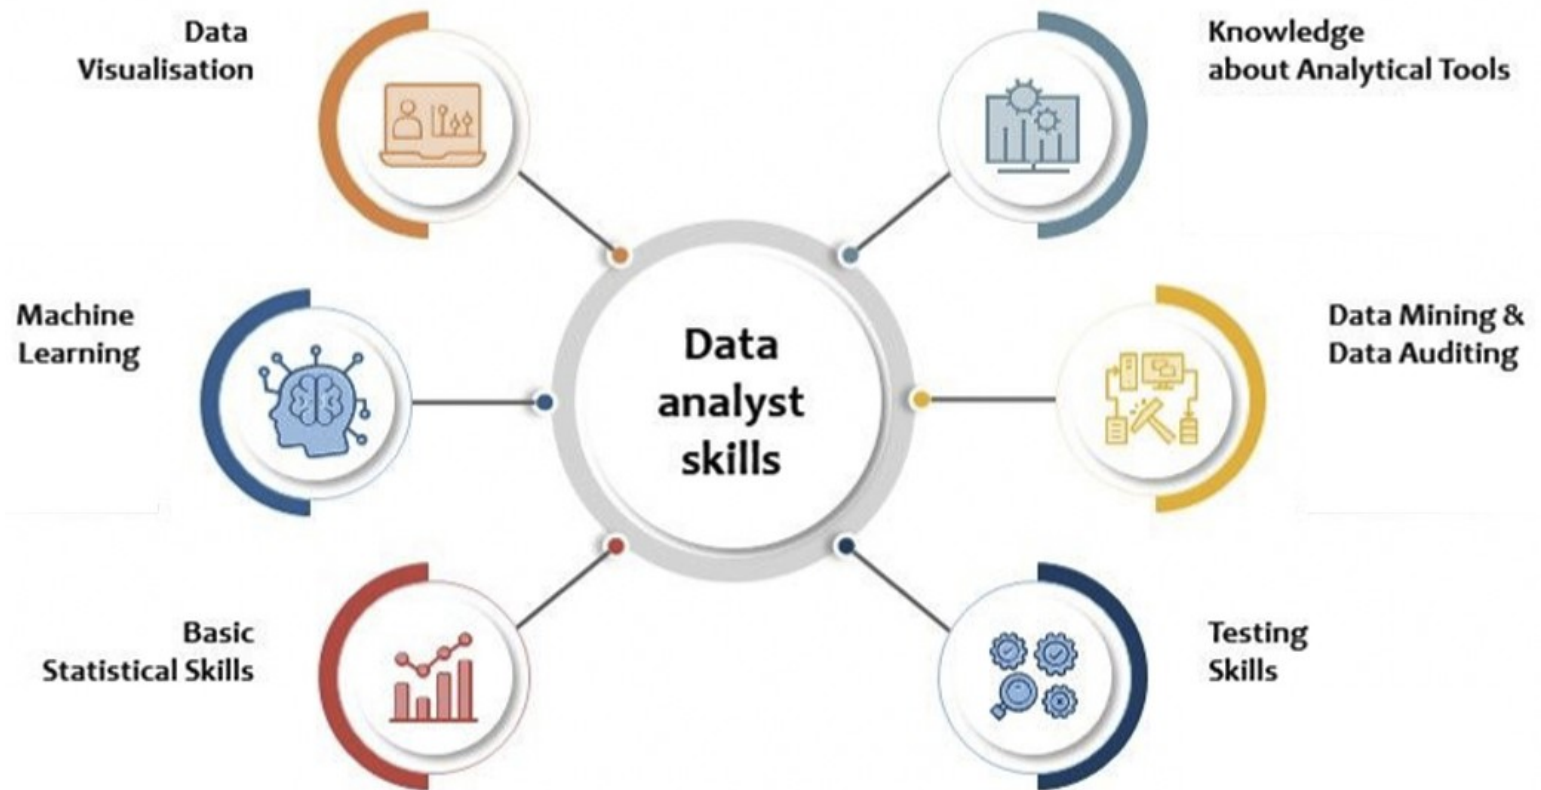 Data
Visualisation
Knowledge
about Analytical Tools
Machine
Learning
Data
analyst
skills
Data Mining &
Data Auditing
Basic
Statistical Skills
Testing
Skills